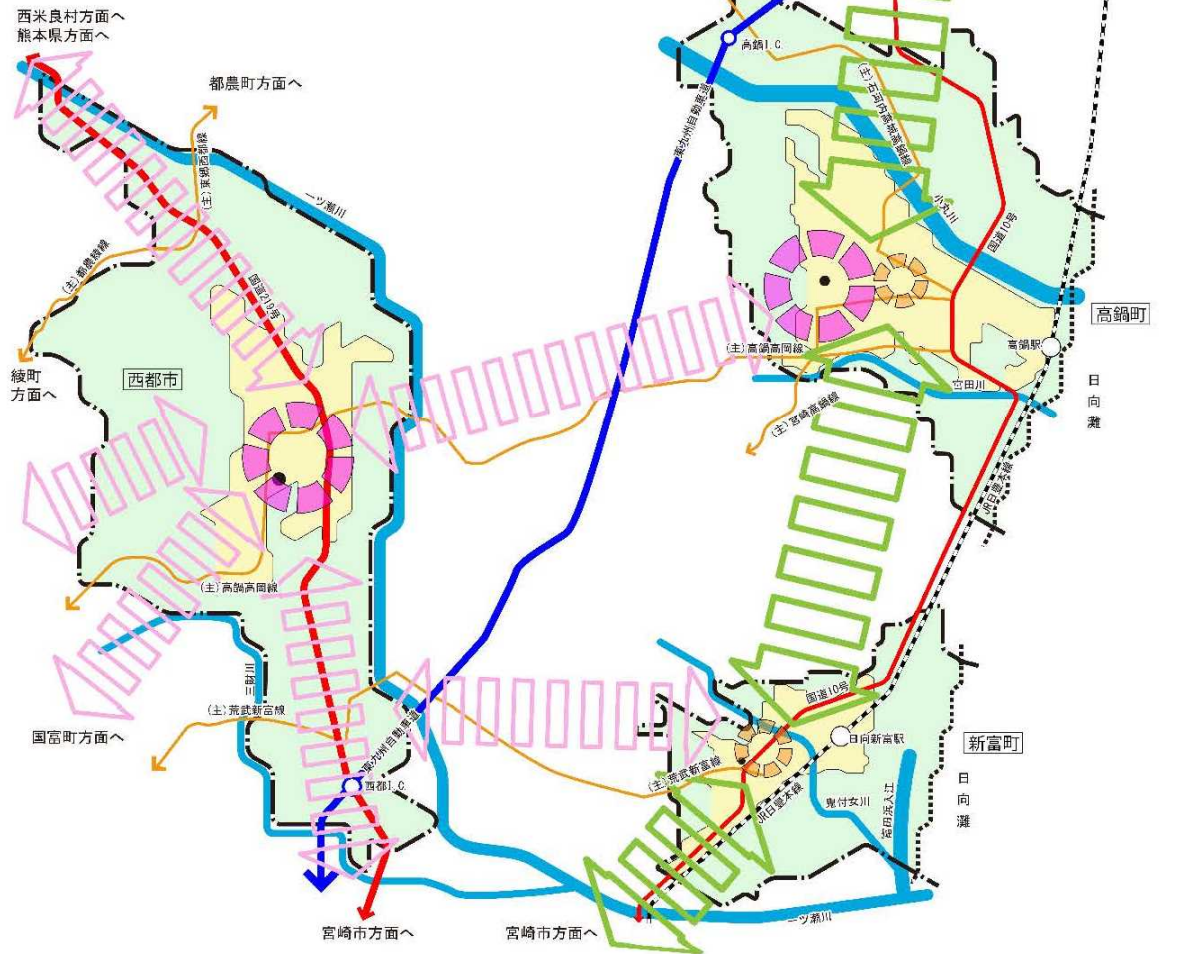 西米良村方面へ
熊本県方面へ
都農町方面へ
(主)東郷西都線
一ツ瀬川
(主)都農綾線
国道219号
綾町
方面へ
西都市
(主)高鍋高岡線
国富町方面へ
三財川
(主)荒武新富線
東九州自動車道
西都I.C.
宮崎市方面へ
高鍋I.C.
東九州自動車道
(主)石河内高城高鍋線
小丸川
国道10号
高鍋町
高鍋駅
(主)高鍋高岡線
宮田川
(主)宮崎高鍋線
日向灘
JR日豊本線
国道10号
日向新富駅
新富町
(主)荒武新富線
JR日豊本線
鬼付女川
富田浜入江
日向灘
宮崎市方面へ
一ツ瀬川